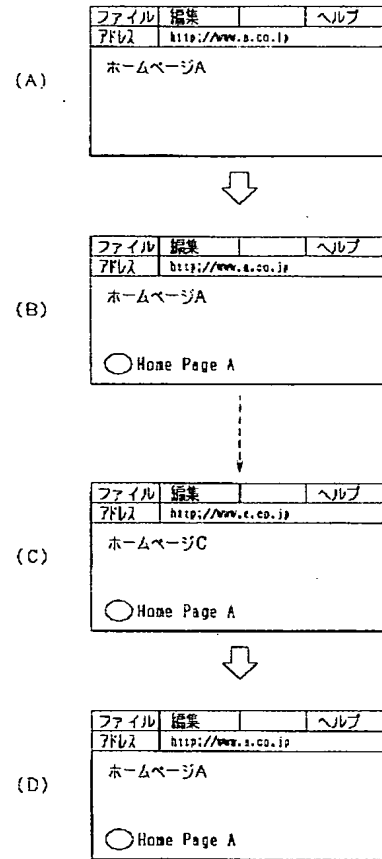 (A)
ファイル 編集 ヘルプ
アドレス http://www.a.co.jp
ホームページA
(B)
ファイル 編集 ヘルプ
アドレス http://www.a.co.jp
ホームページA
Home Page A
(C)
ファイル 編集 ヘルプ
アドレス http://www.c.co.jp
ホームページC
Home Page A
(D)
ファイル 編集 ヘルプ
アドレス http://www.a.co.jp
ホームページA
Home Page A